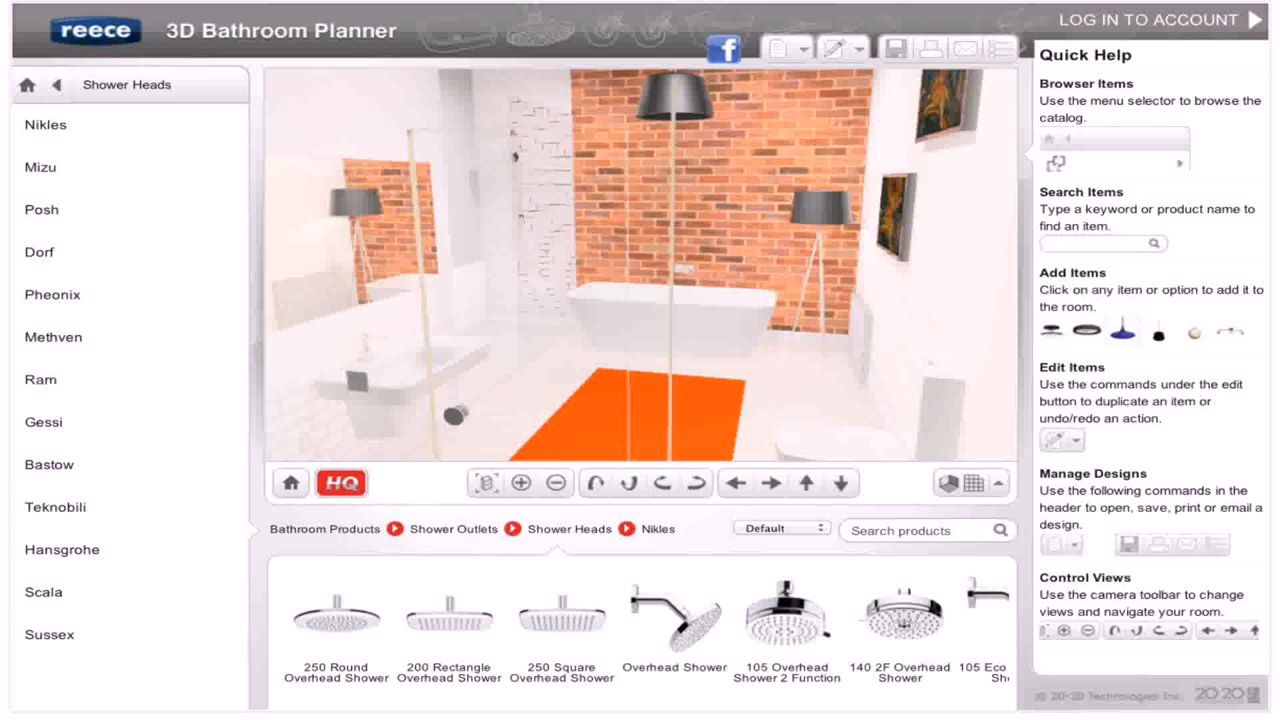 reece
3D Bathroom Planner
LOG IN TO ACCOUNT
f
Shower Heads
Nikles
Mizu
Posh
Dorf
Pheonix
Methven
Ram
Gessi
Bastow
Teknobili
Hansgrohe
Scala
Sussex
HQ
Bathroom Products
Shower Outlets
Shower Heads
Nikles
Default
Search products
250 Round
Overhead Shower
200 Rectangle
Overhead Shower
250 Square
Overhead Shower
Overhead Shower
105 Overhead
Shower 2 Function
140 2F Overhead
Shower
105 Eco
Quick Help
Browser Items
Use the menu selector to browse the
catalog.
Search Items
Type a keyword or product name to
find an item.
Add Items
Click on any item or option to add it to
the room.
Edit Items
Use the commands under the edit
button to duplicate an item or
undo/redo an action.
Manage Designs
Use the following commands in the
header to open, save, print or email a
design.
Control Views
Use the camera toolbar to change
views and navigate your room.
© 20-20 Technologies Inc.
2020